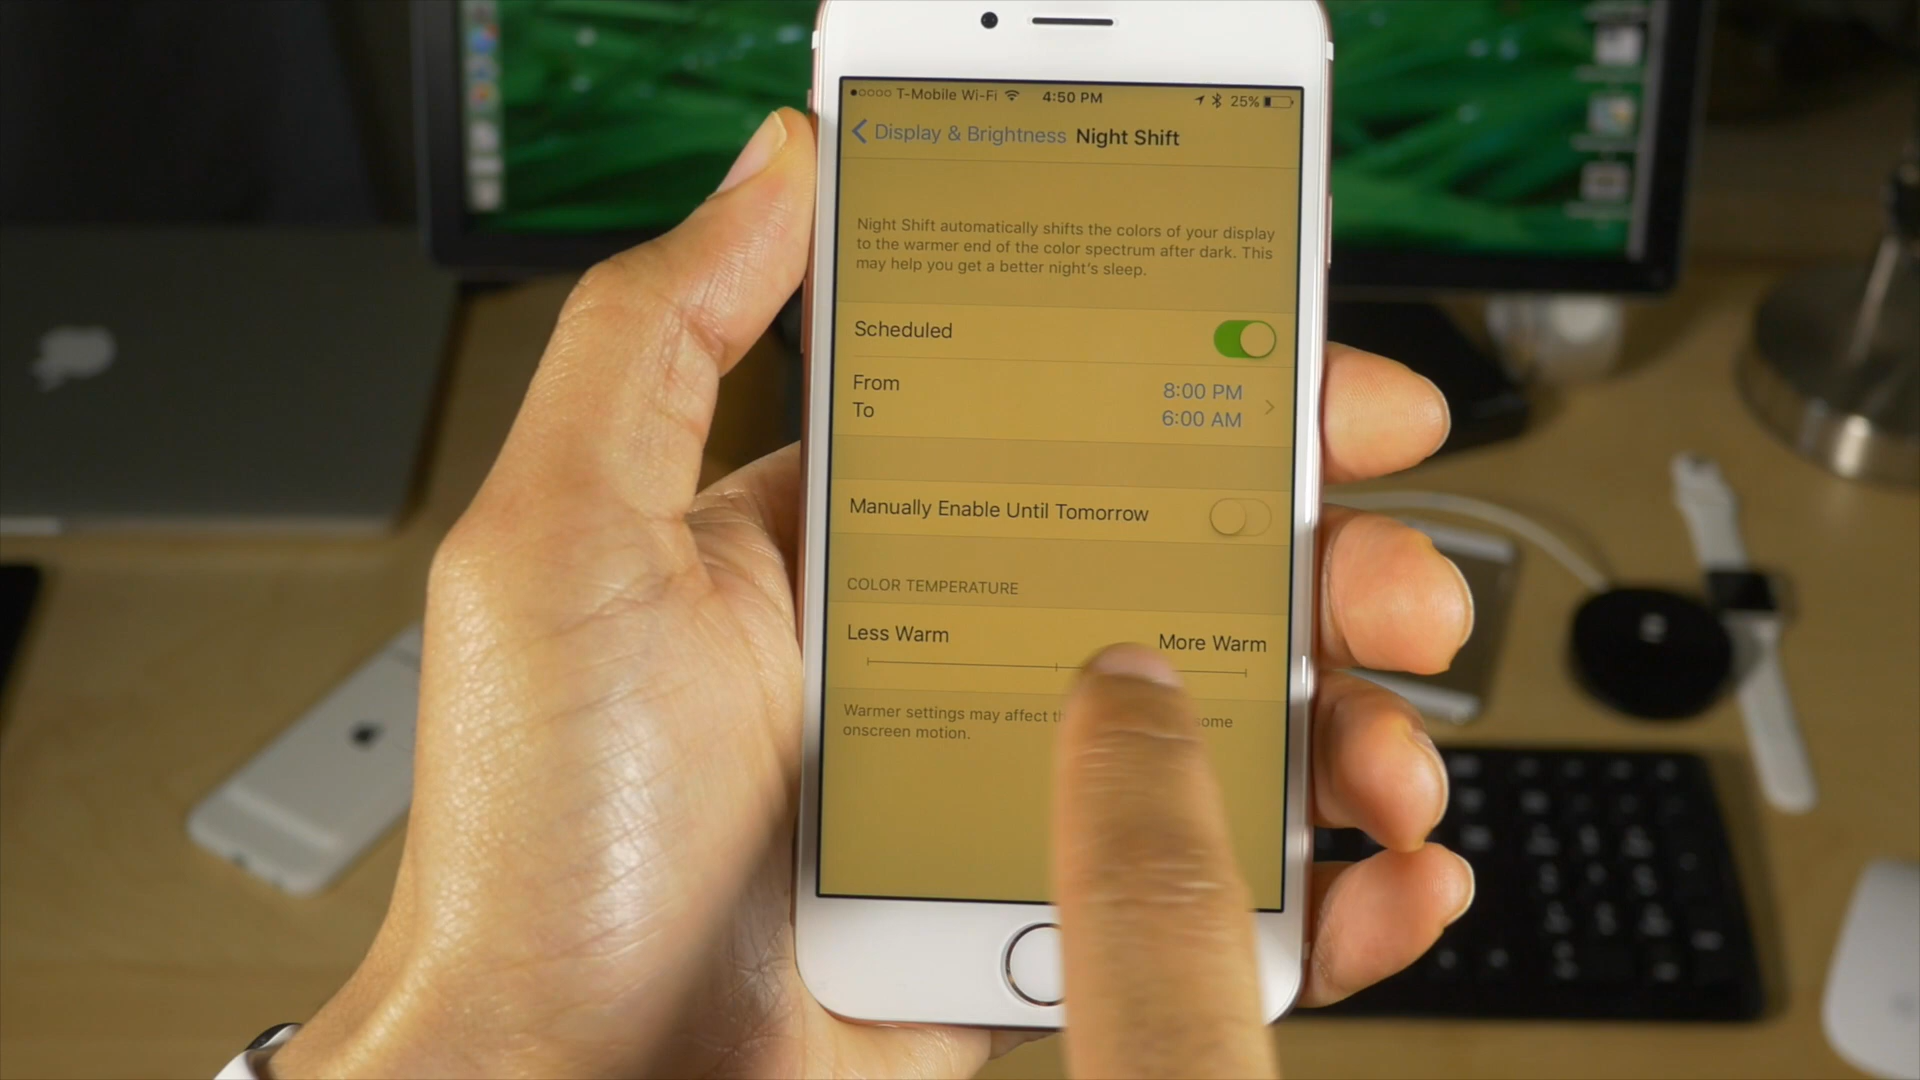 T-Mobile Wi-Fi 4:50 PM 25%
Display & Brightness Night Shift
Night Shift automatically shifts the colors of your display
to the warmer end of the color spectrum after dark. This
may help you get a better night's sleep.
Scheduled
From 8:00 PM
To 6:00 AM
Manually Enable Until Tomorrow
COLOR TEMPERATURE
Less Warm More Warm
Warmer settings may affect some
onscreen motion.